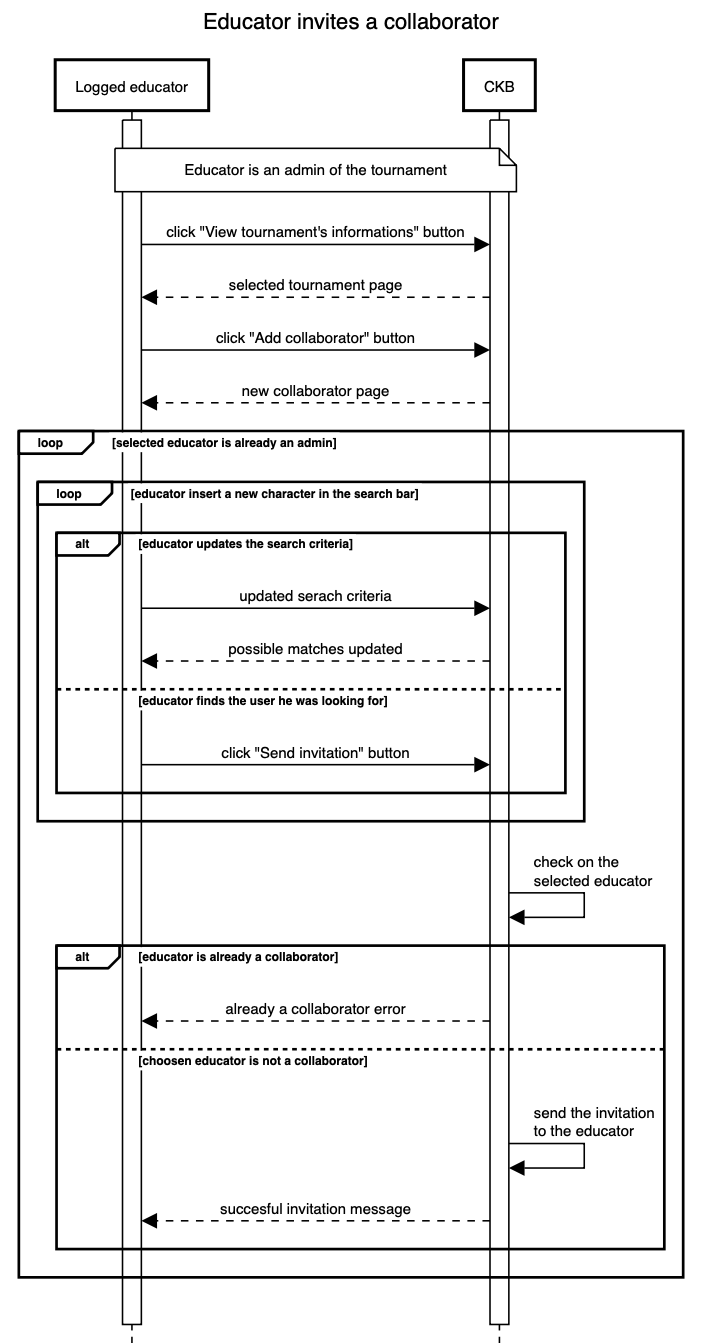 Educator invites a collaborator
Logged educator
CKB
Educator is an admin of the tournament
click "View tournament's informations" button
selected tournament page
click "Add collaborator" button
new collaborator page
loop
[selected educator is already an admin]
loop
[educator insert a new character in the search bar]
alt
[educator updates the search criteria]
updated serach criteria
possible matches updated
[educator finds the user he was looking for]
click "Send invitation" button
check on the
selected educator
alt
[educator is already a collaborator]
already a collaborator error
[choosen educator is not a collaborator]
send the invitation
to the educator
succesful invitation message